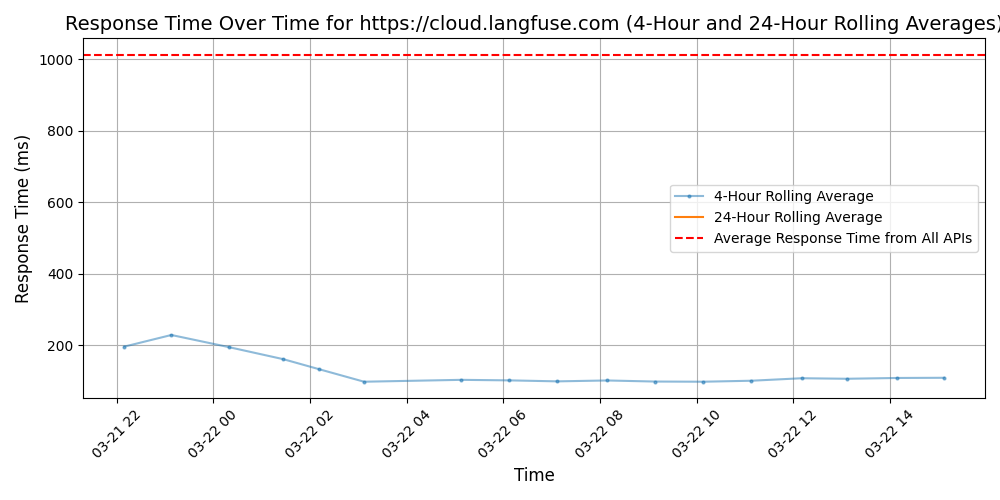 Response Time Over Time for https://cloud.langfuse.com (4-Hour and 24-Hour Rolling Averages)
Response Time (ms)
1000
800
600
400
200
4-Hour Rolling Average
24-Hour Rolling Average
Average Response Time from All APIs
03-21 22
03-22 00
03-22 02
03-22 04
03-22 06
03-22 08
03-22 10
03-22 12
03-22 14
Time